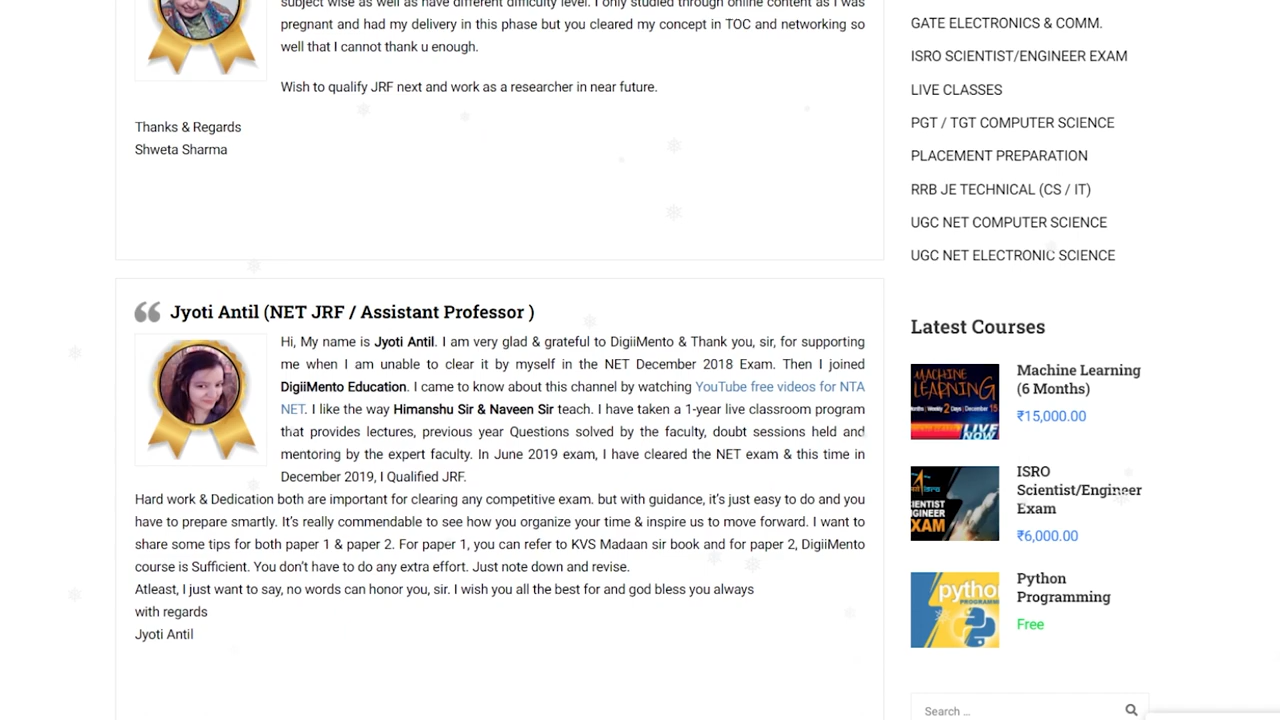 subject wise as well as have different difficulty level. I only studied through online content as I was
pregnant and had my delivery in this phase but you cleared my concept in TOC and networking so
well that I cannot thank u enough.
Wish to qualify JRF next and work as a researcher in near future.
Thanks & Regards
Shweta Sharma
Jyoti Antil (NET JRF / Assistant Professor )
Hi, My name is Jyoti Antil. I am very glad & grateful to DigiiMento & Thank you, sir, for supporting
me when I am unable to clear it by myself in the NET December 2018 Exam. Then I joined
DigiiMento Education. I came to know about this channel by watching YouTube free videos for NTA
NET. I like the way Himanshu Sir & Naveen Sir teach. I have taken a 1-year live classroom program
that provides lectures, previous year Questions solved by the faculty, doubt sessions held and
mentoring by the expert faculty. In June 2019 exam, I have cleared the NET exam & this time in
December 2019, I Qualified JRF.
Hard work & Dedication both are important for clearing any competitive exam. but with guidance, it's just easy to do and you
have to prepare smartly. It's really commendable to see how you organize your time & inspire us to move forward. I want to
share some tips for both paper 1 & paper 2. For paper 1, you can refer to KVS Madaan sir book and for paper 2, DigiiMento
course is Sufficient. You don't have to do any extra effort. Just note down and revise.
Atleast, I just want to say, no words can honor you, sir. I wish you all the best for and god bless you always
with regards
Jyoti Antil
GATE ELECTRONICS & COMM.
ISRO SCIENTIST/ENGINEER EXAM
LIVE CLASSES
PGT / TGT COMPUTER SCIENCE
PLACEMENT PREPARATION
RRB JE TECHNICAL (CS / IT)
UGC NET COMPUTER SCIENCE
UGC NET ELECTRONIC SCIENCE
Latest Courses
MACHINE
LEARNING
onths | Weekly 2 Days | December 15
LIVE
NOW
Machine Learning
(6 Months)
₹15,000.00
IENTIST
NGINEER
XAM
ISRO
Scientist/Engineer
Exam
₹6,000.00
pytho
PROGRAMM
Python
Programming
Free
Search ...